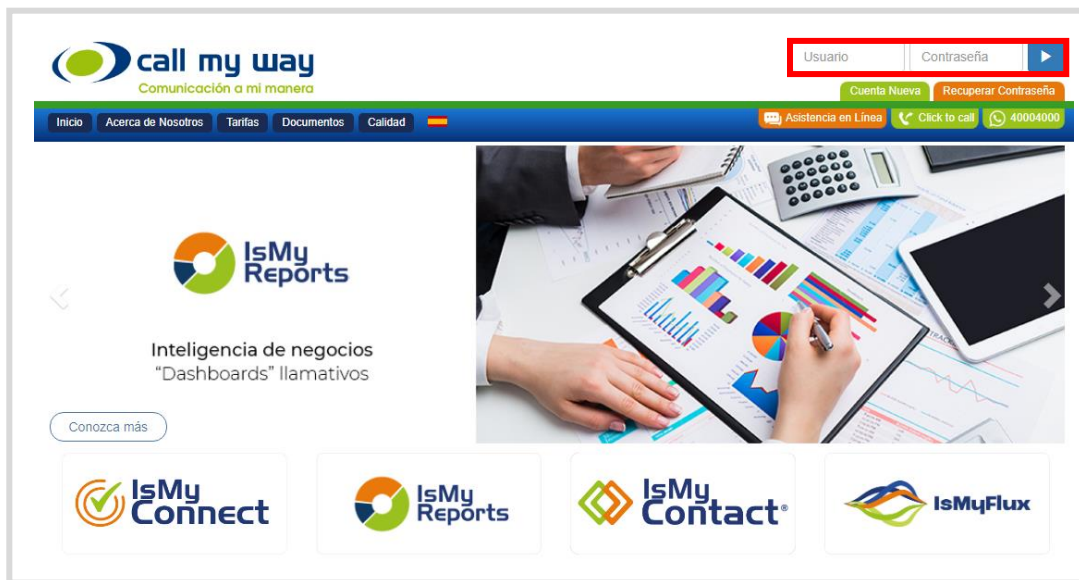 call my way
Comunicación a mi manera
Usuario
Contraseña
Cuenta Nueva
Recuperar Contraseña
Inicio
Acerca de Nosotros
Tarifas
Documentos
Calidad
Asistencia en Línea
Click to call
40004000
IsMy
Reports
Inteligencia de negocios
“Dashboards” llamativos
Conozca más
IsMy
Connect
IsMy
Reports
IsMy
Contact®
IsMyFlux